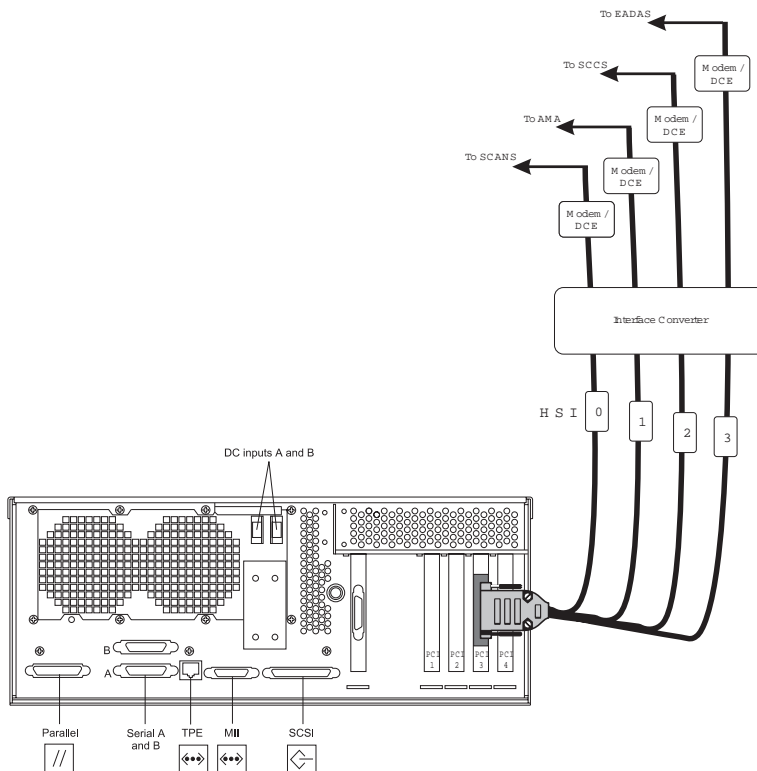 To EADAS
Modem /
DCE
To SCCS
Modem /
DCE
To AMA
Modem /
DCE
To SCANS
Modem /
DCE
Interface Converter
HSI 0
1
2
3
DC inputs A and B
B
A
PCI
1
PCI
2
PCI
3
PCI
4
Parallel
Serial A
and B
TPE
MII
SCSI